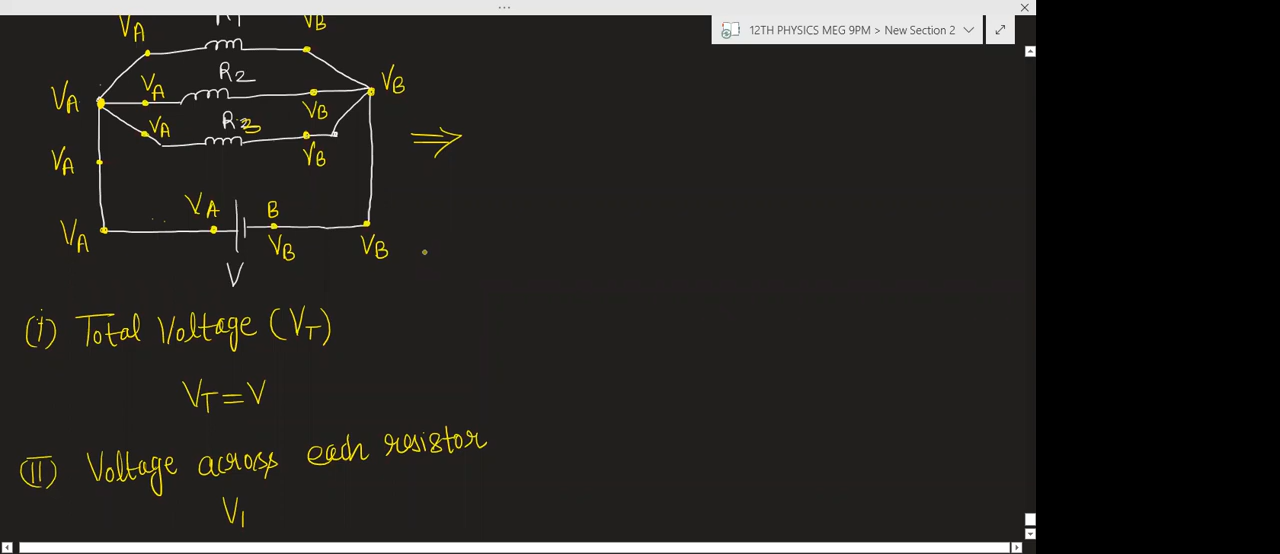 12TH PHYSICS MEG 9PM > New Section 2
VA R1 VB
VA VA R2 VB VB
VA R3 VB
VA
VA VA B VB VB
V
(i) Total Voltage (VT)
VT = V
(II) Voltage across each resistor
V1